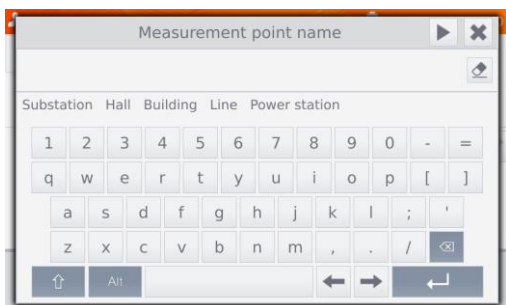 Measurement point name
Substation Hall Building Line Power station
1 2 3 4 5 6 7 8 9 0 - =
q w e r t y u i o p [ ]
a s d f g h j k l ; '
z x c v b n m , . /
Alt